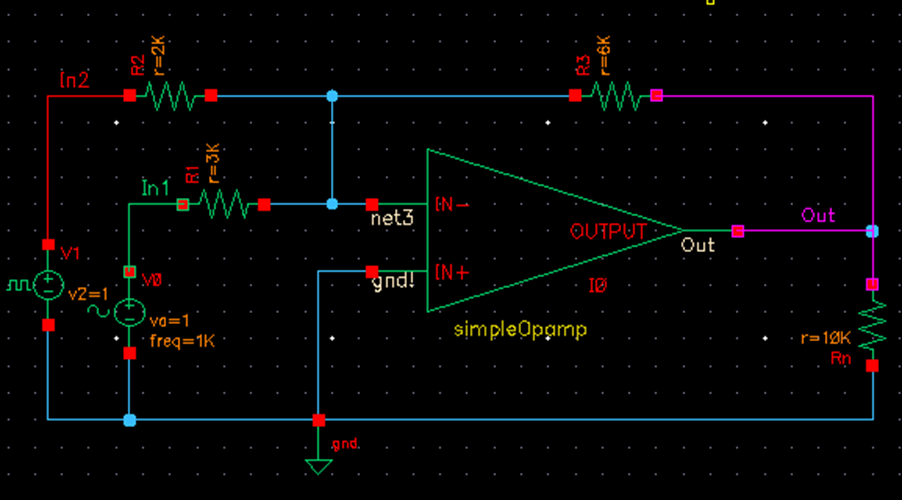 In2
R2
r=2K
R3
r=6K
In1
R1
r=3K
net3
IN-
OUTPUT
Out
Out
gnd!
IN+
I0
simpleOpamp
V1
v2=1
V0
va=1
freq=1K
r=10K
Rn
gnd